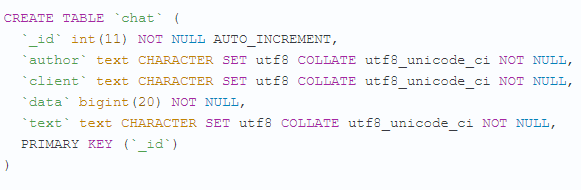 CREATE TABLE `chat` (
  `_id` int(11) NOT NULL AUTO_INCREMENT,
  `author` text CHARACTER SET utf8 COLLATE utf8_unicode_ci NOT NULL,
  `client` text CHARACTER SET utf8 COLLATE utf8_unicode_ci NOT NULL,
  `data` bigint(20) NOT NULL,
  `text` text CHARACTER SET utf8 COLLATE utf8_unicode_ci NOT NULL,
  PRIMARY KEY (`_id`)
)